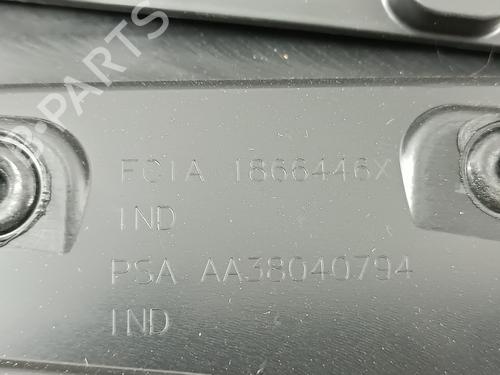 B-PARTS
FCIA 1866446X
IND
PSA AA38040794
IND